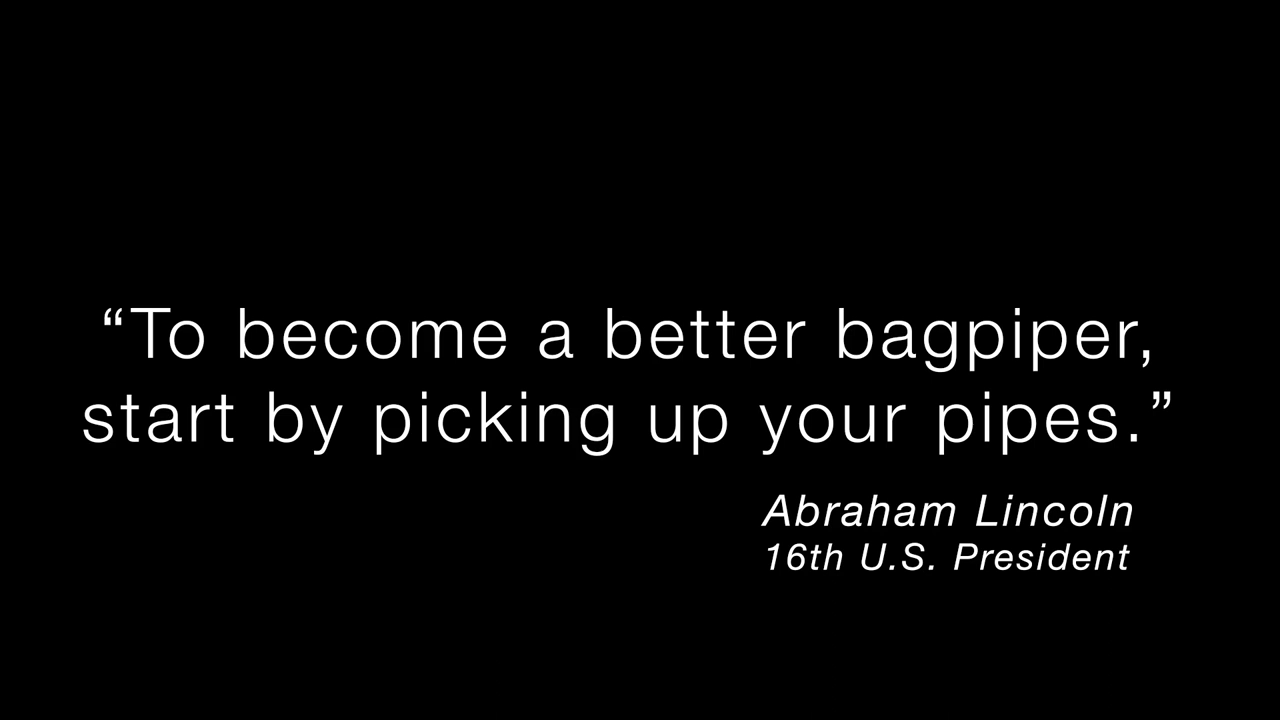 “To become a better bagpiper,
start by picking up your pipes.”
Abraham Lincoln
16th U.S. President